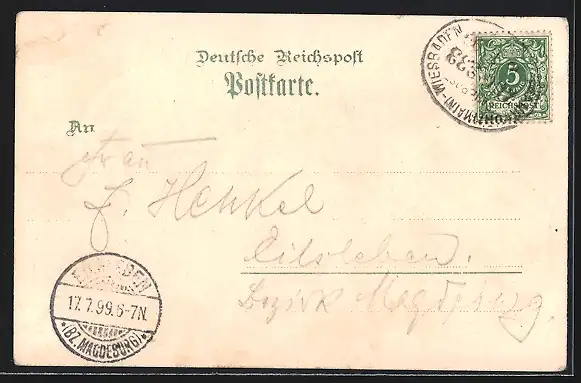 Deutsche Reichspost
Postkarte.
WIESBADEN
5
REICHSPOST
An
Frau
F. Henkel
Eilsleben.
Bezirk Magdeburg.
EILSLEBEN
17.7.99.6-7N.
*(BZ. MAGDEBURG)*